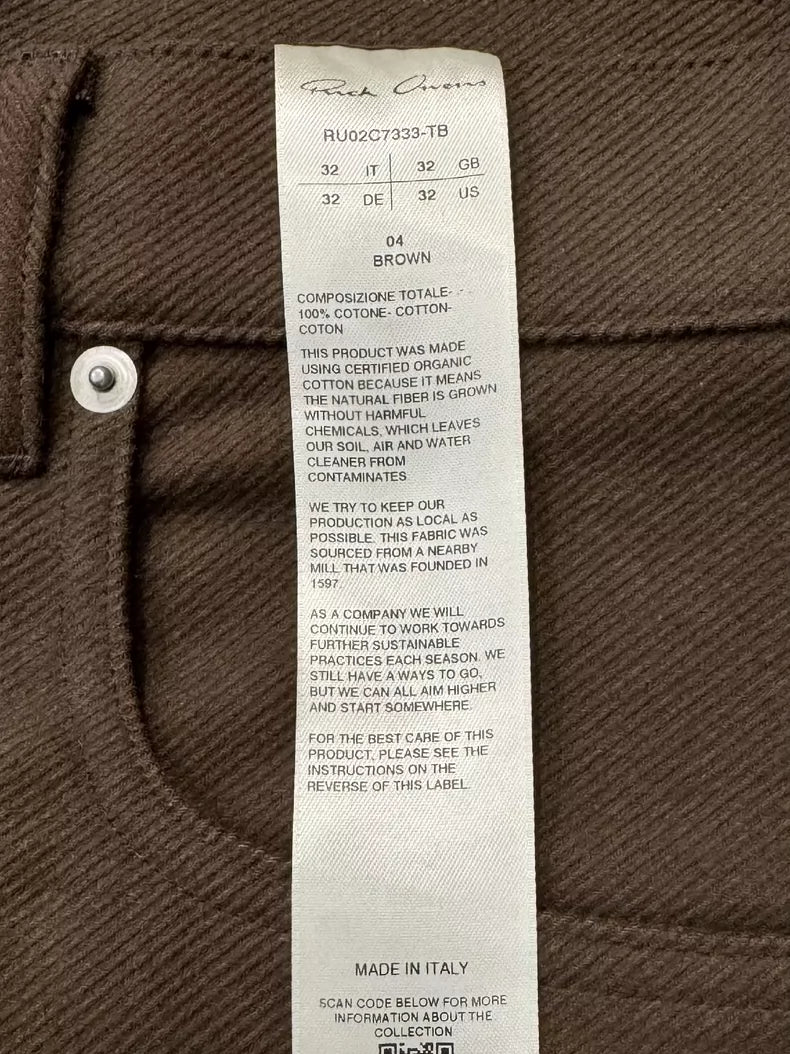 Rick Owens
RU02C7333-TB
32 IT 32 GB
32 DE 32 US
04
BROWN
COMPOSIZIONE TOTALE- - -
100% COTONE- COTTON-
COTON
THIS PRODUCT WAS MADE
USING CERTIFIED ORGANIC
COTTON BECAUSE IT MEANS
THE NATURAL FIBER IS GROWN
WITHOUT HARMFUL
CHEMICALS, WHICH LEAVES
OUR SOIL, AIR AND WATER
CLEANER FROM
CONTAMINATES.
WE TRY TO KEEP OUR
PRODUCTION AS LOCAL AS
POSSIBLE. THIS FABRIC WAS
SOURCED FROM A NEARBY
MILL THAT WAS FOUNDED IN
1597.
AS A COMPANY WE WILL
CONTINUE TO WORK TOWARDS
FURTHER SUSTAINABLE
PRACTICES EACH SEASON. WE
STILL HAVE A WAYS TO GO,
BUT WE CAN ALL AIM HIGHER
AND START SOMEWHERE.
FOR THE BEST CARE OF THIS
PRODUCT, PLEASE SEE THE
INSTRUCTIONS ON THE
REVERSE OF THIS LABEL.
MADE IN ITALY
SCAN CODE BELOW FOR MORE
INFORMATION ABOUT THE
COLLECTION